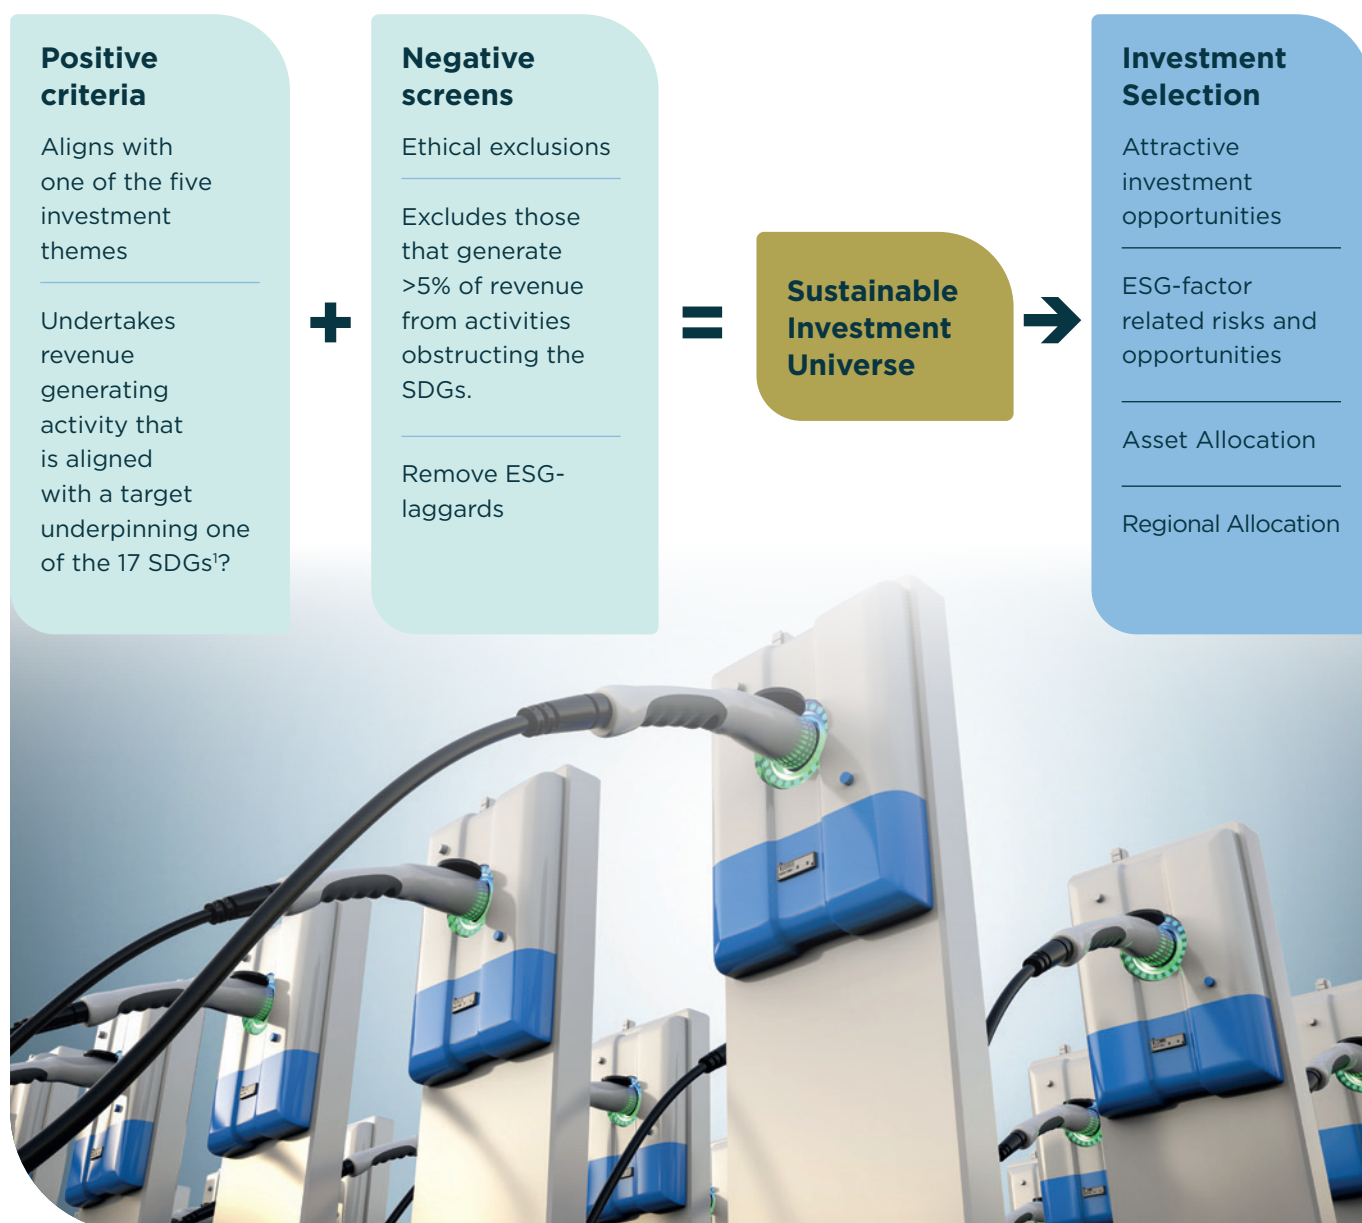 Positive
criteria
Aligns with
one of the five
investment
themes
Undertakes
revenue
generating
activity that
is aligned
with a target
underpinning one
of the 17 SDGs¹?
+
Negative
screens
Ethical exclusions
Excludes those
that generate
>5% of revenue
from activities
obstructing the
SDGs.
Remove ESG-
laggards
=
Sustainable
Investment
Universe
Investment
Selection
Attractive
investment
opportunities
ESG-factor
related risks and
opportunities
Asset Allocation
Regional Allocation